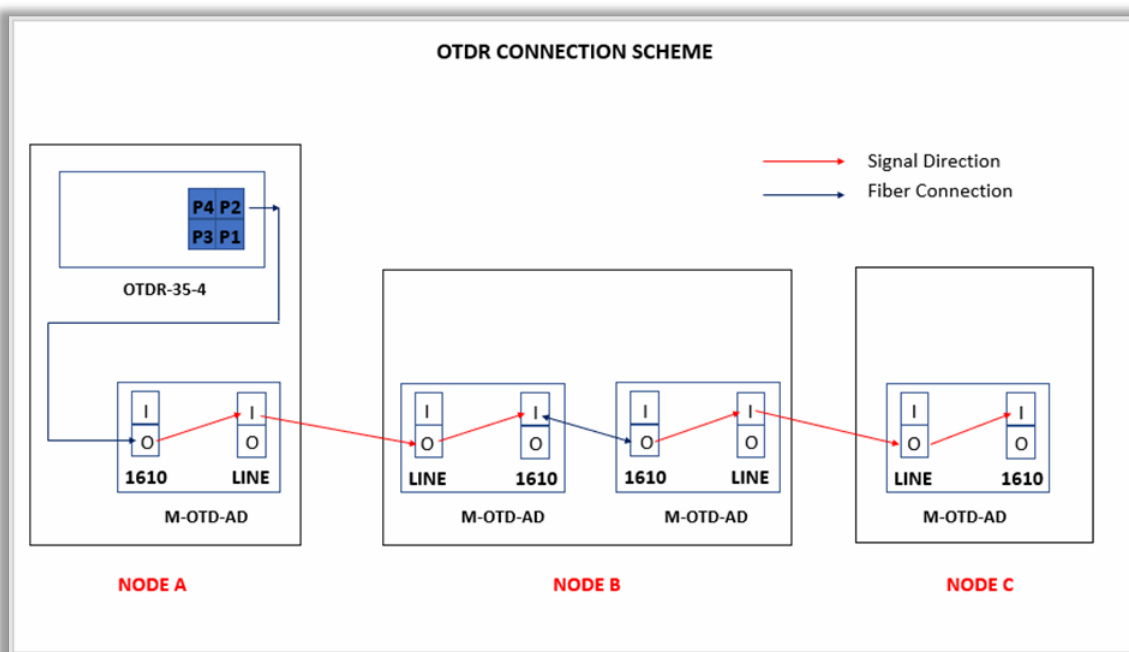 OTDR CONNECTION SCHEME
Signal Direction
Fiber Connection
P4 P2
P3 P1
OTDR-35-4
I I I I I I I I
O O O O O O O O
1610 LINE LINE 1610 1610 LINE LINE 1610
M-OTD-AD M-OTD-AD M-OTD-AD M-OTD-AD
NODE A NODE B NODE C